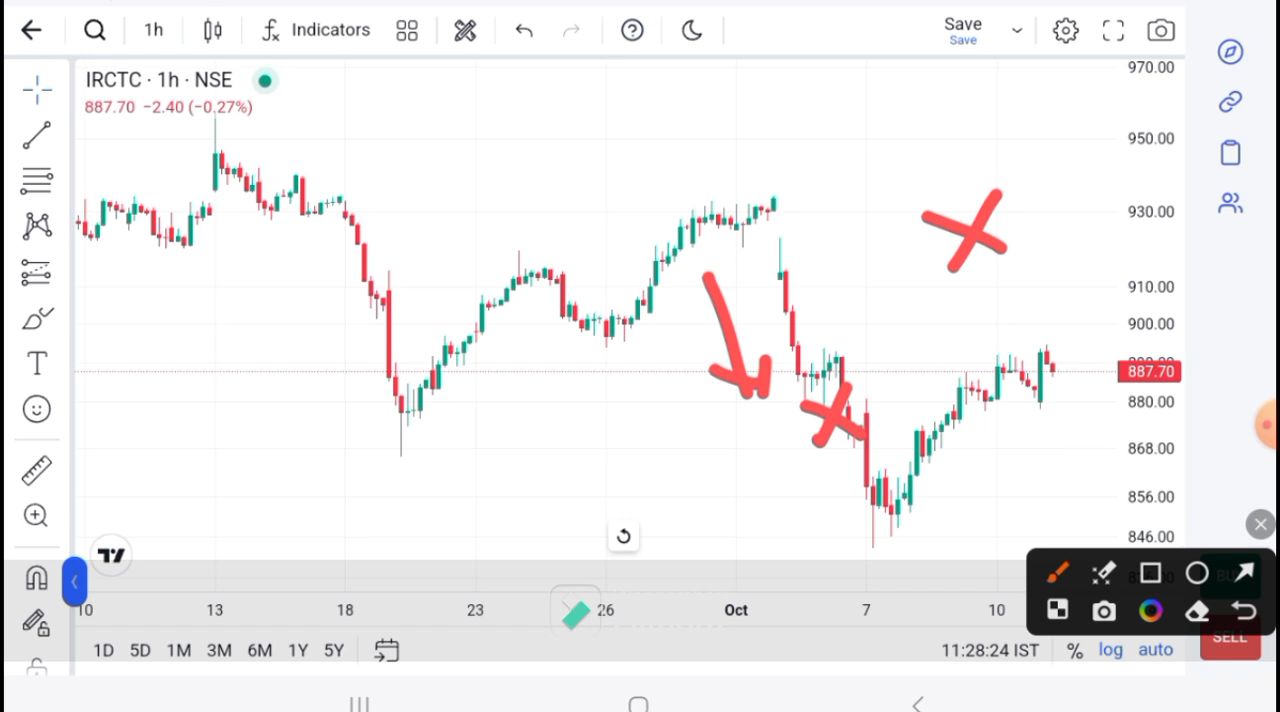 1h
Indicators
Save
Save
IRCTC · 1h · NSE
887.70 −2.40 (−0.27%)
970.00
950.00
930.00
910.00
900.00
887.70
880.00
868.00
856.00
846.00
10 13 18 23 26 Oct 7 10
1D 5D 1M 3M 6M 1Y 5Y
11:28:24 IST % log auto
SELL